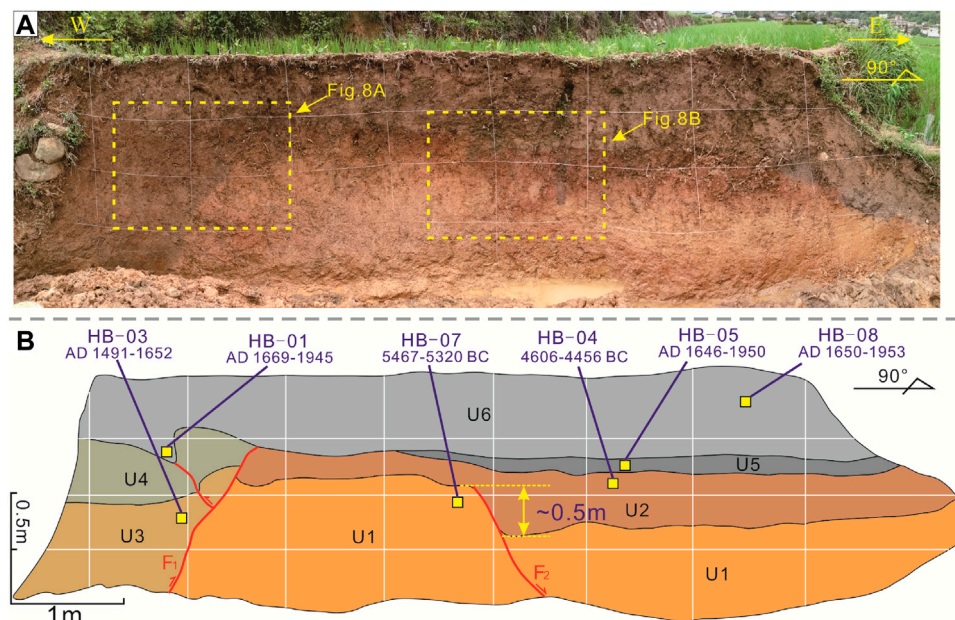 A
W
E
90°
Fig.8A
Fig.8B
B
HB-03
AD 1491-1652
HB-01
AD 1669-1945
HB-07
5467-5320 BC
HB-04
4606-4456 BC
HB-05
AD 1646-1950
HB-08
AD 1650-1953
90°
U6
U5
U4
U3
U1
~0.5m
U2
U1
F1
F2
0.5m
1m